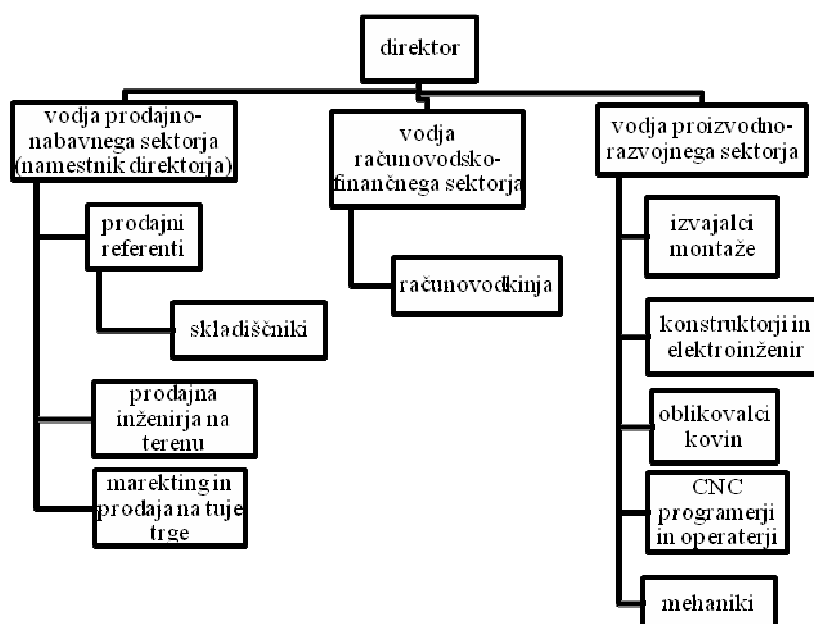 direktor
vodja prodajno-
nabavnega sektorja
(namestnik direktorja)
vodja
računovodsko-
finančnega sektorja
vodja proizvodno-
razvojnega sektorja
prodajni
referenti
skladiščniki
prodajna
inženirja na
terenu
marekting in
prodaja na tuje
trge
računovodkinja
izvajalci
montaže
konstruktorji in
elektroinženir
oblikovalci
kovin
CNC
programerji
in operaterji
mehaniki